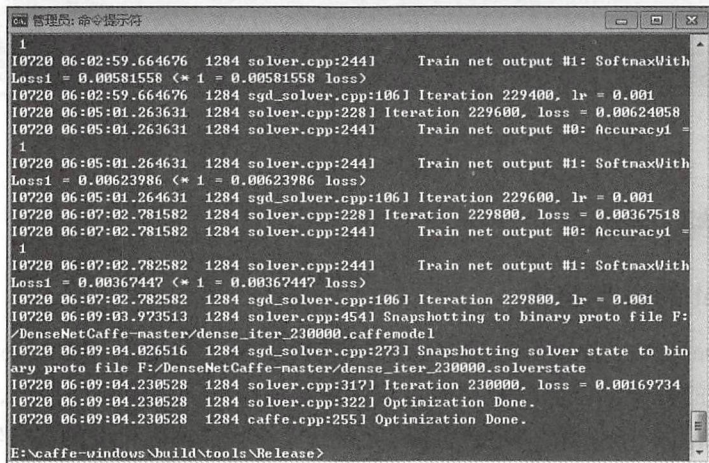 管理员: 命令提示符
1
I0720 06:02:59.664676  1284 solver.cpp:244]     Train net output #1: SoftmaxWith
Loss1 = 0.00581558 (* 1 = 0.00581558 loss)
I0720 06:02:59.664676  1284 sgd_solver.cpp:106] Iteration 229400, lr = 0.001
I0720 06:05:01.263631  1284 solver.cpp:228] Iteration 229600, loss = 0.00624058
I0720 06:05:01.263631  1284 solver.cpp:244]     Train net output #0: Accuracy1 =
1
I0720 06:05:01.264631  1284 solver.cpp:244]     Train net output #1: SoftmaxWith
Loss1 = 0.00623986 (* 1 = 0.00623986 loss)
I0720 06:05:01.264631  1284 sgd_solver.cpp:106] Iteration 229600, lr = 0.001
I0720 06:07:02.781582  1284 solver.cpp:228] Iteration 229800, loss = 0.00367518
I0720 06:07:02.781582  1284 solver.cpp:244]     Train net output #0: Accuracy1 =
1
I0720 06:07:02.782582  1284 solver.cpp:244]     Train net output #1: SoftmaxWith
Loss1 = 0.00367447 (* 1 = 0.00367447 loss)
I0720 06:07:02.782582  1284 sgd_solver.cpp:106] Iteration 229800, lr = 0.001
I0720 06:09:03.973513  1284 solver.cpp:454] Snapshotting to binary proto file F:
/DenseNetCaffe-master/dense_iter_230000.caffemodel
I0720 06:09:04.026516  1284 sgd_solver.cpp:273] Snapshotting solver state to bin
ary proto file F:/DenseNetCaffe-master/dense_iter_230000.solverstate
I0720 06:09:04.230528  1284 solver.cpp:317] Iteration 230000, loss = 0.00169734
I0720 06:09:04.230528  1284 solver.cpp:322] Optimization Done.
I0720 06:09:04.230528  1284 caffe.cpp:255] Optimization Done.
E:\caffe-windows\build\tools\Release>